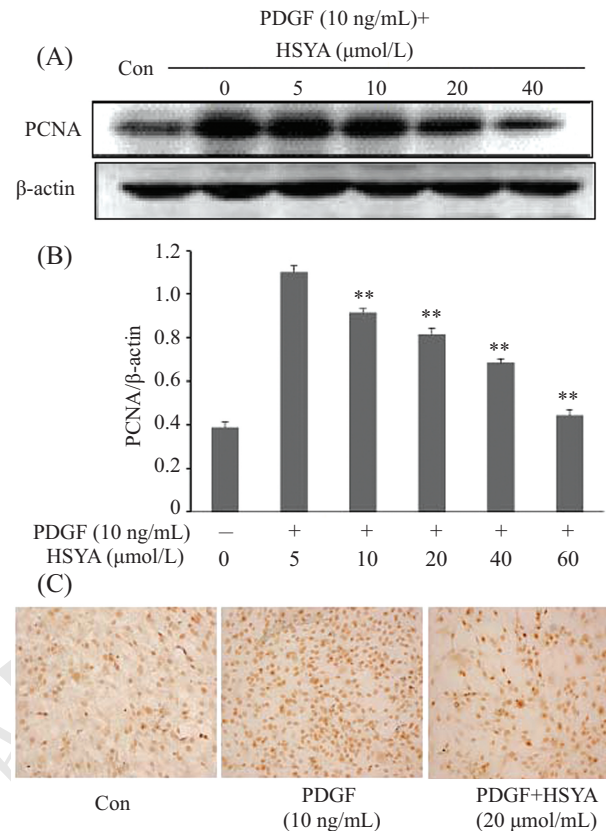 PDGF (10 ng/mL)+
(A)
Con
HSYA (μmol/L)
0 5 10 20 40
PCNA
β-actin
(B)
1.2
1.0
0.8
0.6
0.4
0.2
0
PCNA/β-actin
** ** ** **
PDGF (10 ng/mL) − + + + + +
HSYA (μmol/L) 0 5 10 20 40 60
(C)
Con
PDGF
(10 ng/mL)
PDGF+HSYA
(20 μmol/mL)